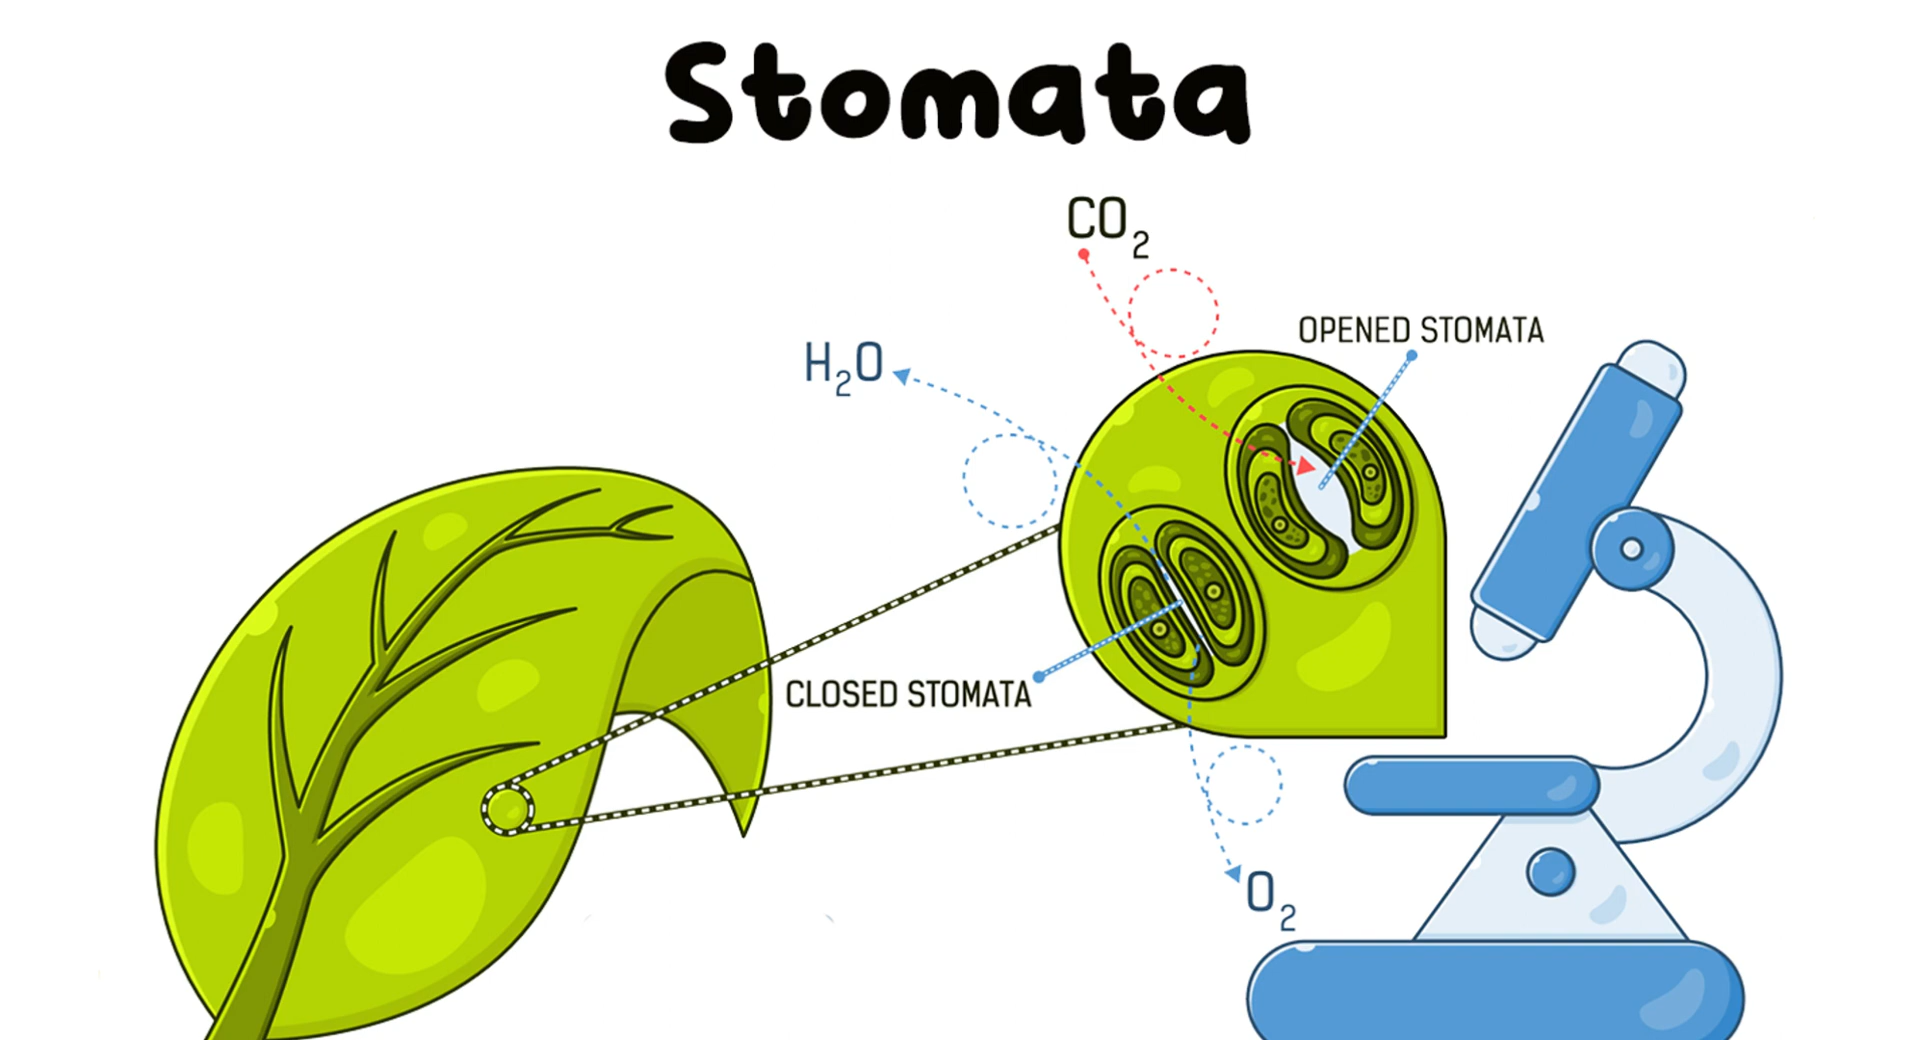 Stomata
CO₂
OPENED STOMATA
H₂O
CLOSED STOMATA
O₂